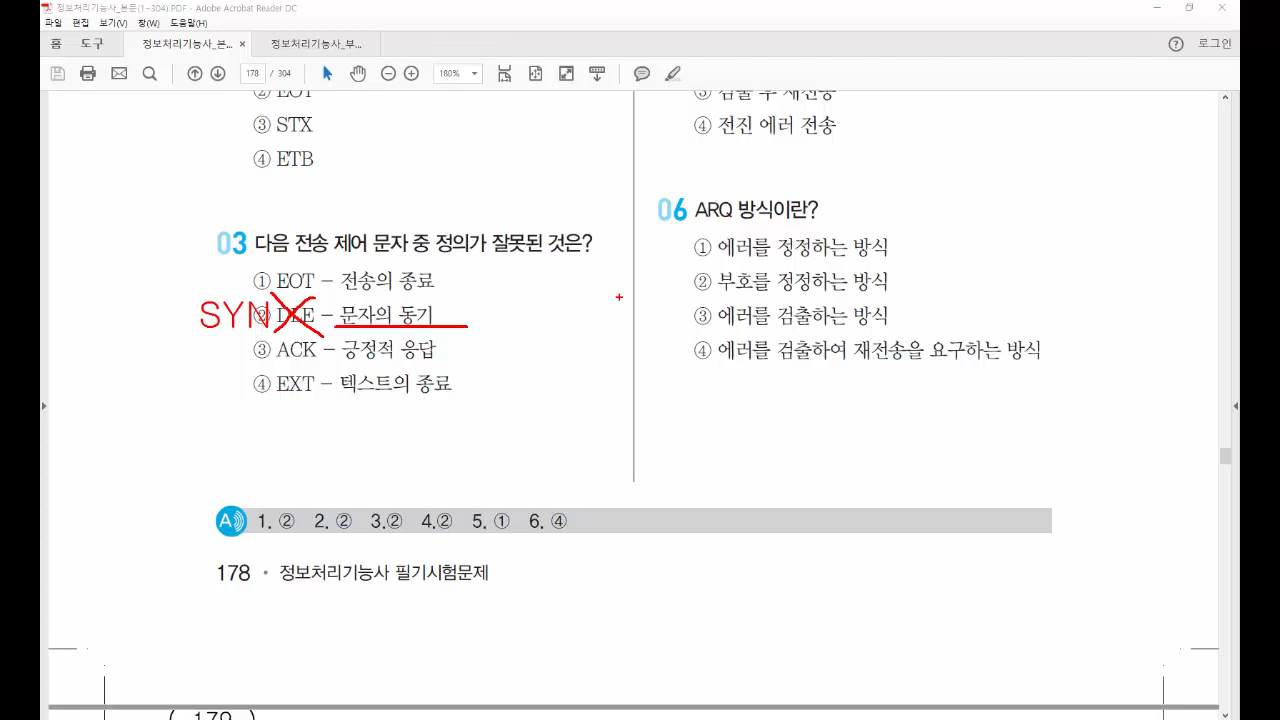 정보처리기능사_본문(1~304).PDF - Adobe Acrobat Reader DC
파일 편집 보기(V) 창(W) 도움말(H)
홈 도구 정보처리기능사_본... × 정보처리기능사_부... ? 로그인
178 / 304 180%
② EOT
③ STX
④ ETB
03 다음 전송 제어 문자 중 정의가 잘못된 것은?
① EOT - 전송의 종료
SYN ② DLE - 문자의 동기
③ ACK - 긍정적 응답
④ EXT - 텍스트의 종료
③ 검출 후 재전송
④ 전진 에러 전송
06 ARQ 방식이란?
① 에러를 정정하는 방식
② 부호를 정정하는 방식
③ 에러를 검출하는 방식
④ 에러를 검출하여 재전송을 요구하는 방식
A 1. ② 2. ② 3.② 4.② 5. ① 6. ④
178 • 정보처리기능사 필기시험문제
( 179 )